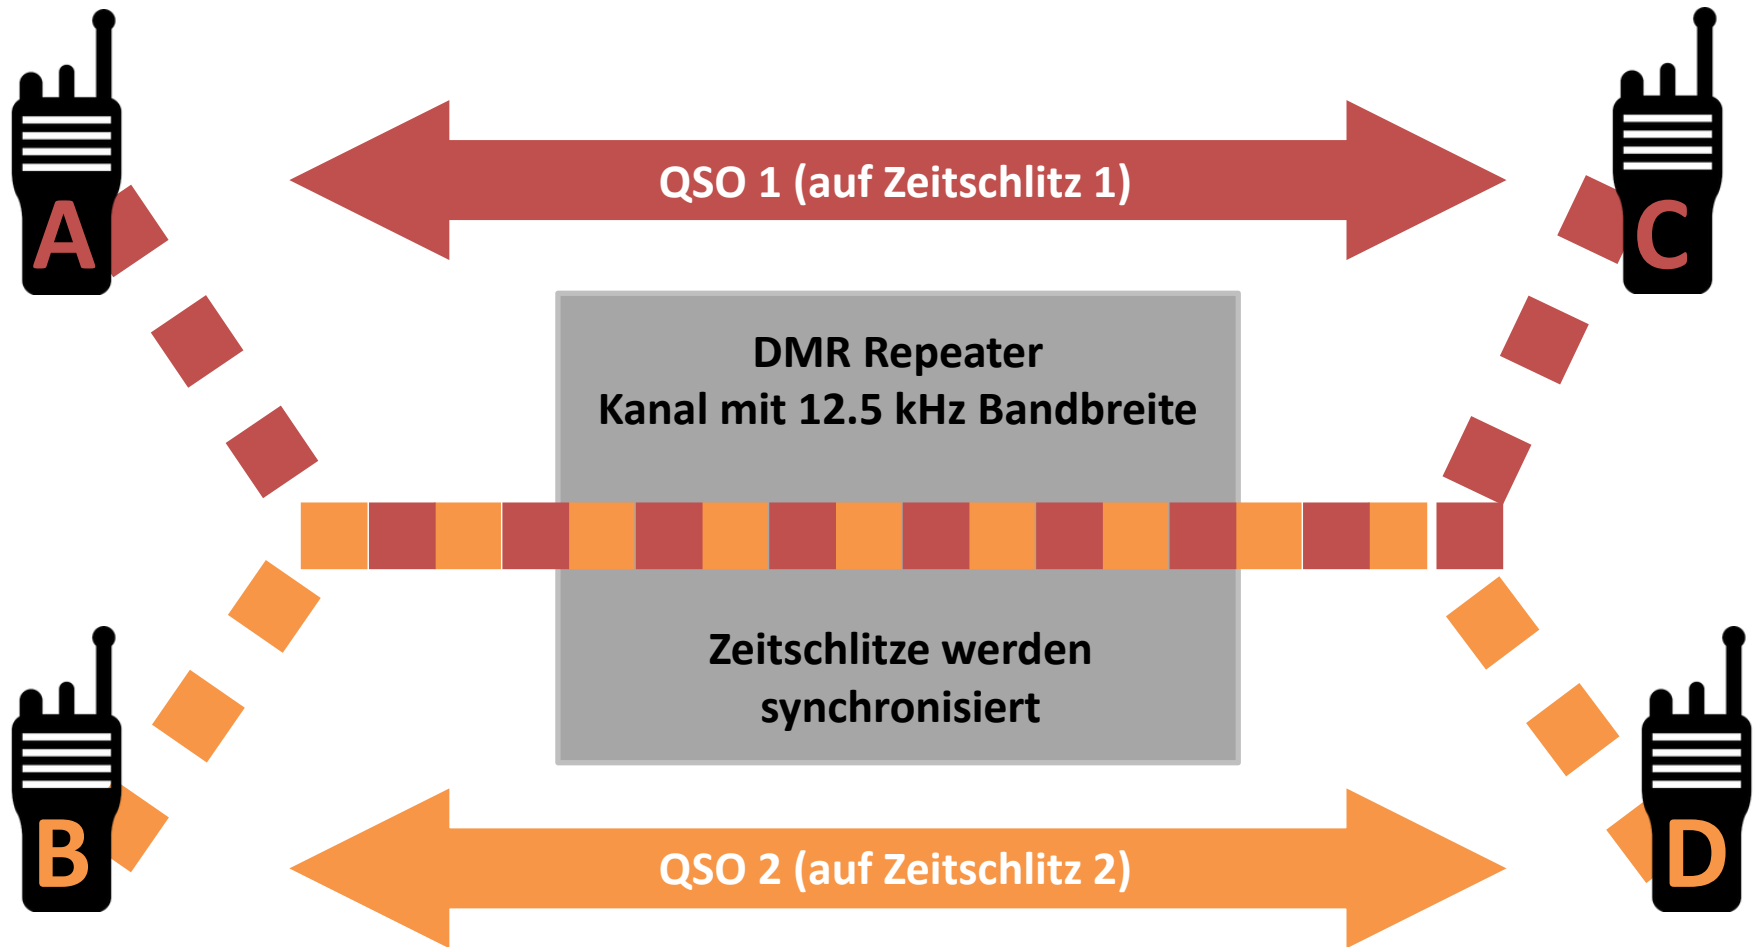 A
C
QSO 1 (auf Zeitschlitz 1)
DMR Repeater
Kanal mit 12.5 kHz Bandbreite
Zeitschlitze werden
synchronisiert
B
D
QSO 2 (auf Zeitschlitz 2)